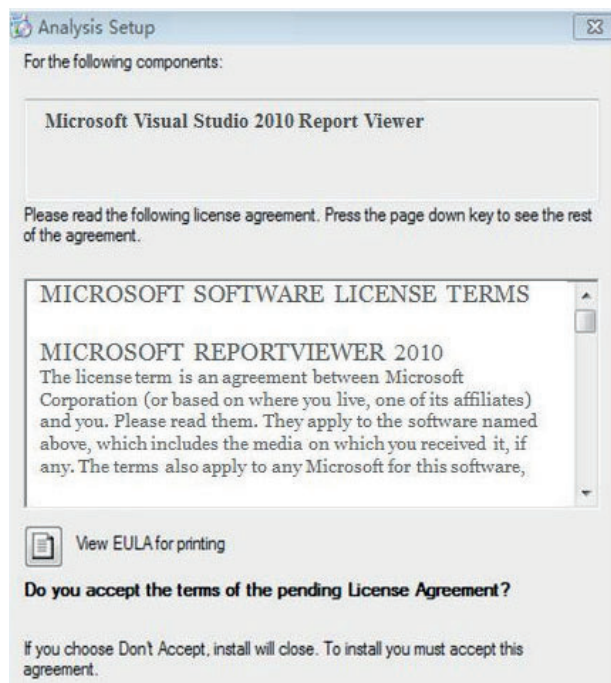 Analysis Setup
For the following components:
Microsoft Visual Studio 2010 Report Viewer
Please read the following license agreement. Press the page down key to see the rest
of the agreement.
MICROSOFT SOFTWARE LICENSE TERMS
MICROSOFT REPORTVIEWER 2010
The license term is an agreement between Microsoft
Corporation (or based on where you live, one of its affiliates)
and you. Please read them. They apply to the software named
above, which includes the media on which you received it, if
any. The terms also apply to any Microsoft for this software,
View EULA for printing
Do you accept the terms of the pending License Agreement?
If you choose Don't Accept, install will close. To install you must accept this
agreement.